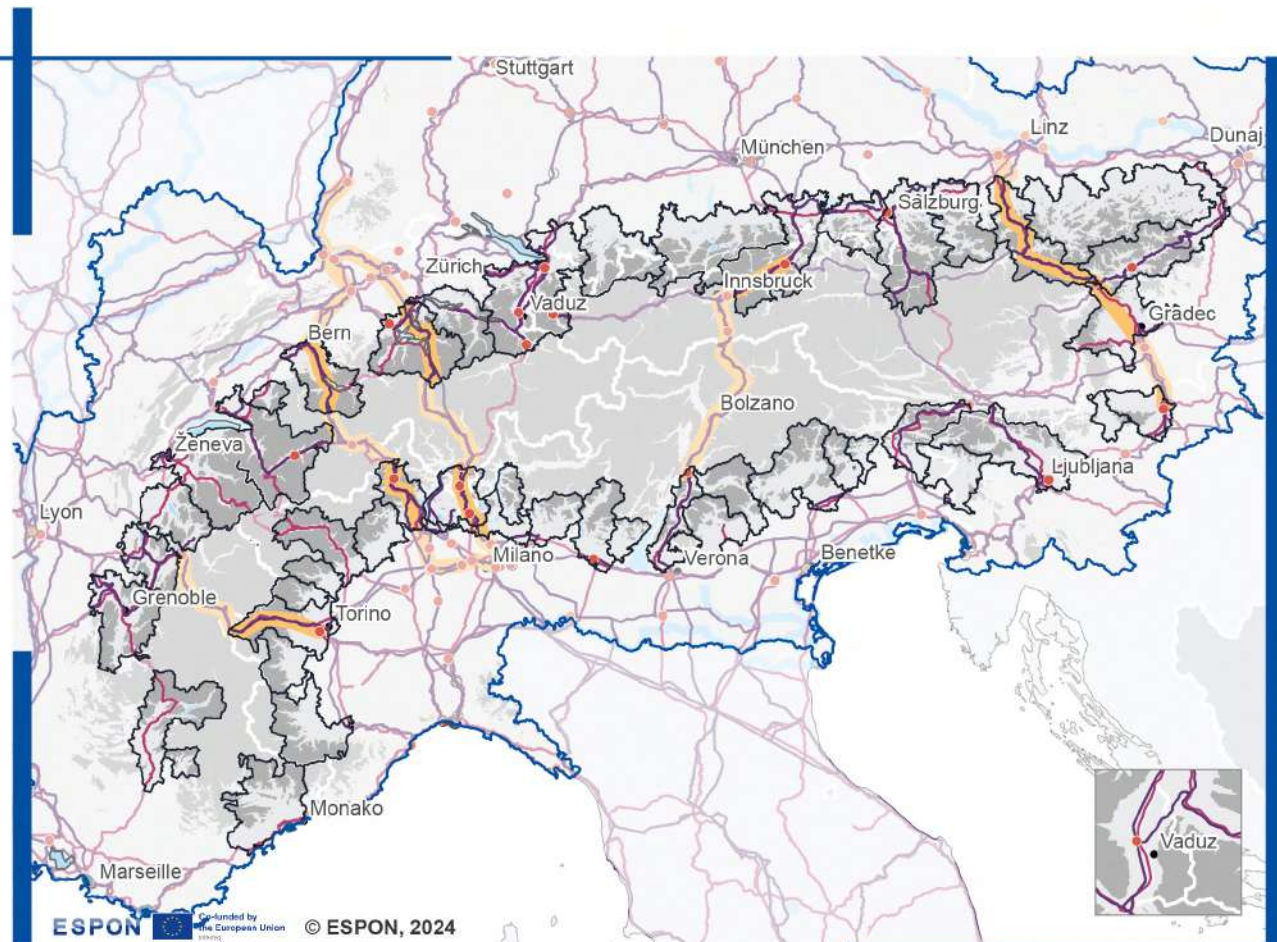 Stuttgart
Linz
Dunaj
München
Salzburg
Zürich
Innsbruck
Vaduz
Gradec
Bern
Bolzano
Ženeva
Ljubljana
Lyon
Milano
Verona
Benetke
Grenoble
Torino
Monako
Vaduz
Marseille
ESPON
Co-funded by
the European Union
© ESPON, 2024